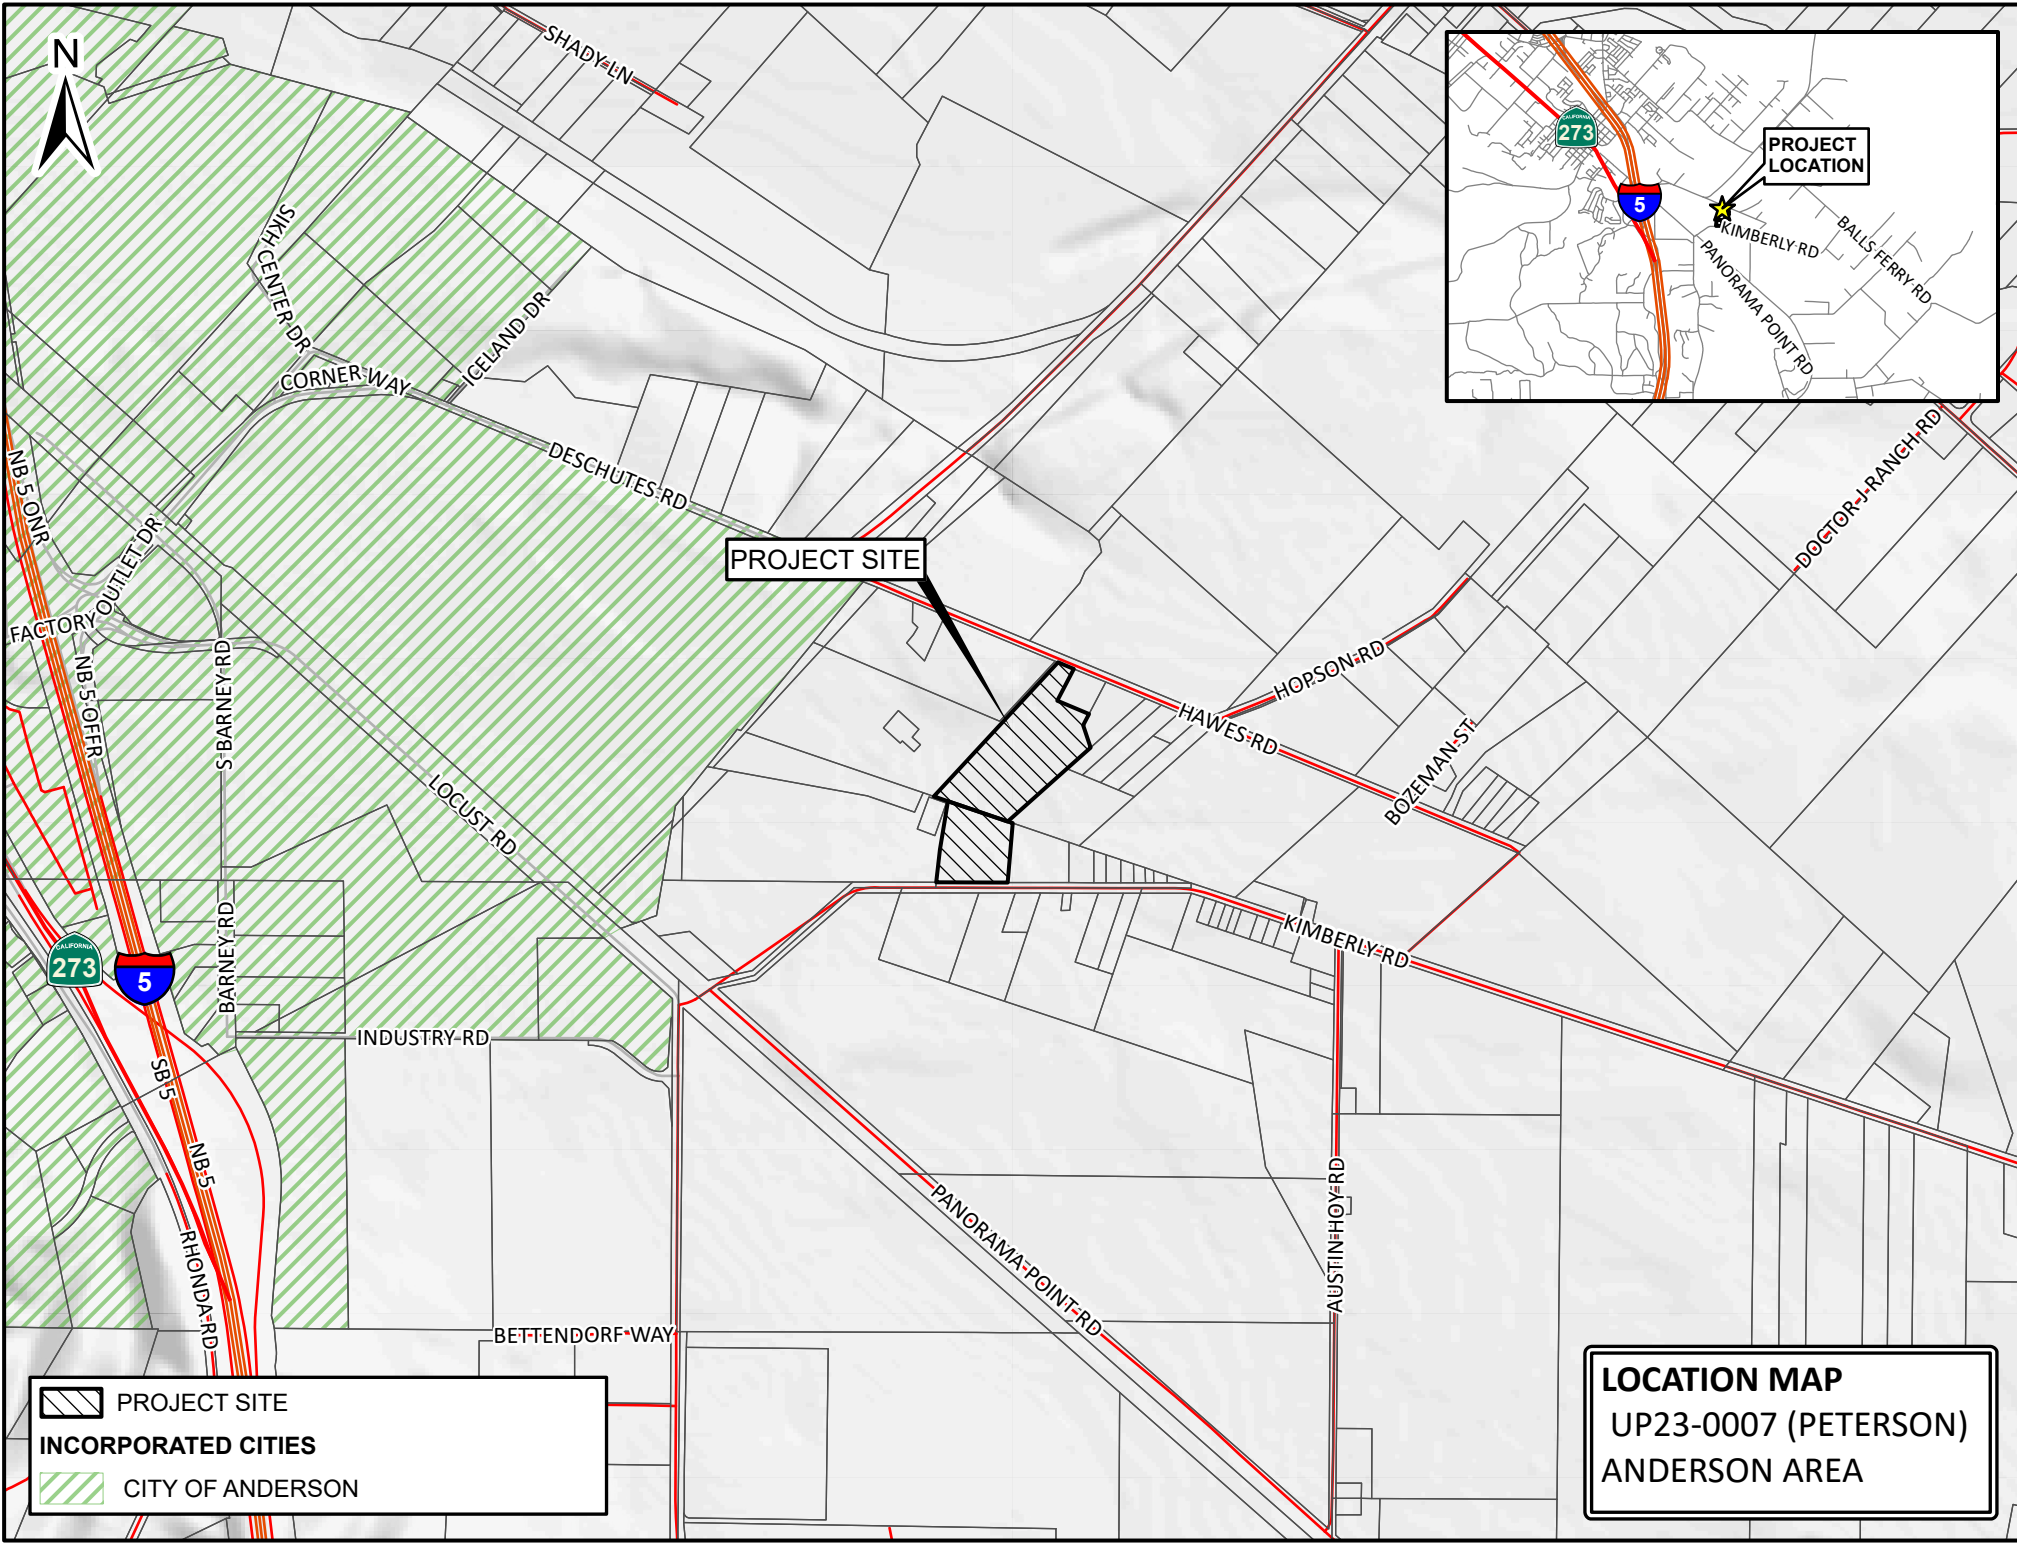 N
SHADY LN
CALIFORNIA
273
5
PROJECT
LOCATION
KIMBERLY RD
BALLS FERRY RD
PANORAMA POINT RD
SIKH CENTER DR
ICELAND DR
CORNER WAY
DESCHUTES RD
NB 5 ONR
FACTORY OUTLET DR
PROJECT SITE
DOCTOR J RANCH RD
NB 5 OFFR
S BARNEY RD
HOPSON RD
HAWES RD
BOZEMAN ST
LOCUST RD
BARNEY RD
KIMBERLY RD
CALIFORNIA
273
5
INDUSTRY RD
SB 5
NB 5
RHONDA RD
PANORAMA POINT RD
AUSTIN HOY RD
BETTENDORF WAY
PROJECT SITE
INCORPORATED CITIES
CITY OF ANDERSON
LOCATION MAP
UP23-0007 (PETERSON)
ANDERSON AREA